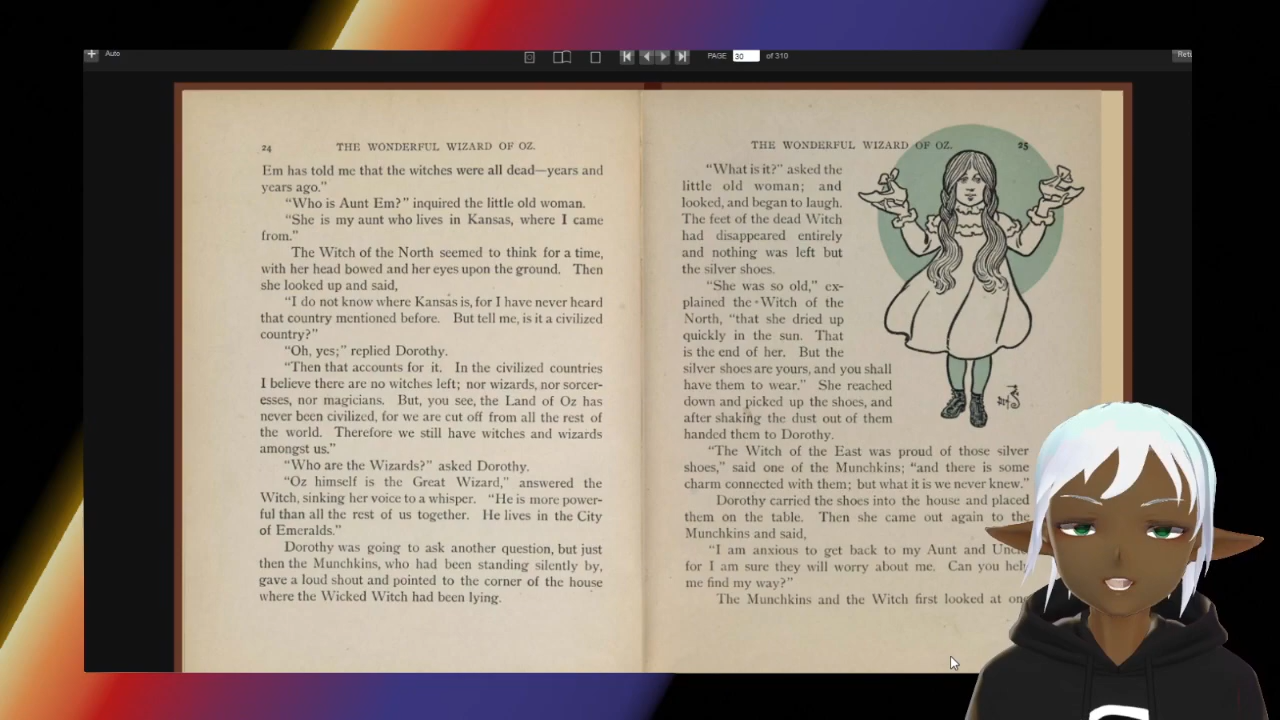 Auto
PAGE 30 of 310
24 THE WONDERFUL WIZARD OF OZ.
Em has told me that the witches were all dead—years and
years ago.”
“Who is Aunt Em?” inquired the little old woman.
“She is my aunt who lives in Kansas, where I came
from.”
The Witch of the North seemed to think for a time,
with her head bowed and her eyes upon the ground. Then
she looked up and said,
“I do not know where Kansas is, for I have never heard
that country mentioned before. But tell me, is it a civilized
country?”
“Oh, yes;” replied Dorothy.
“Then that accounts for it. In the civilized countries
I believe there are no witches left; nor wizards, nor sorcer-
esses, nor magicians. But, you see, the Land of Oz has
never been civilized, for we are cut off from all the rest of
the world. Therefore we still have witches and wizards
amongst us.”
“Who are the Wizards?” asked Dorothy.
“Oz himself is the Great Wizard,” answered the
Witch, sinking her voice to a whisper. “He is more power-
ful than all the rest of us together. He lives in the City
of Emeralds.”
Dorothy was going to ask another question, but just
then the Munchkins, who had been standing silently by,
gave a loud shout and pointed to the corner of the house
where the Wicked Witch had been lying.
THE WONDERFUL WIZARD OF OZ. 25
“What is it?” asked the
little old woman; and
looked, and began to laugh.
The feet of the dead Witch
had disappeared entirely
and nothing was left but
the silver shoes.
“She was so old,” ex-
plained the Witch of the
North, “that she dried up
quickly in the sun. That
is the end of her. But the
silver shoes are yours, and you shall
have them to wear.” She reached
down and picked up the shoes, and
after shaking the dust out of them
handed them to Dorothy.
“The Witch of the East was proud of those silver
shoes,” said one of the Munchkins; “and there is some
charm connected with them; but what it is we never knew.”
Dorothy carried the shoes into the house and placed
them on the table. Then she came out again to the
Munchkins and said,
“I am anxious to get back to my Aunt and Uncle
for I am sure they will worry about me. Can you help
me find my way?”
The Munchkins and the Witch first looked at one